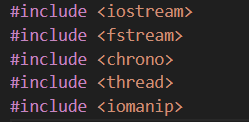 #include <iostream>
#include <fstream>
#include <chrono>
#include <thread>
#include <iomanip>